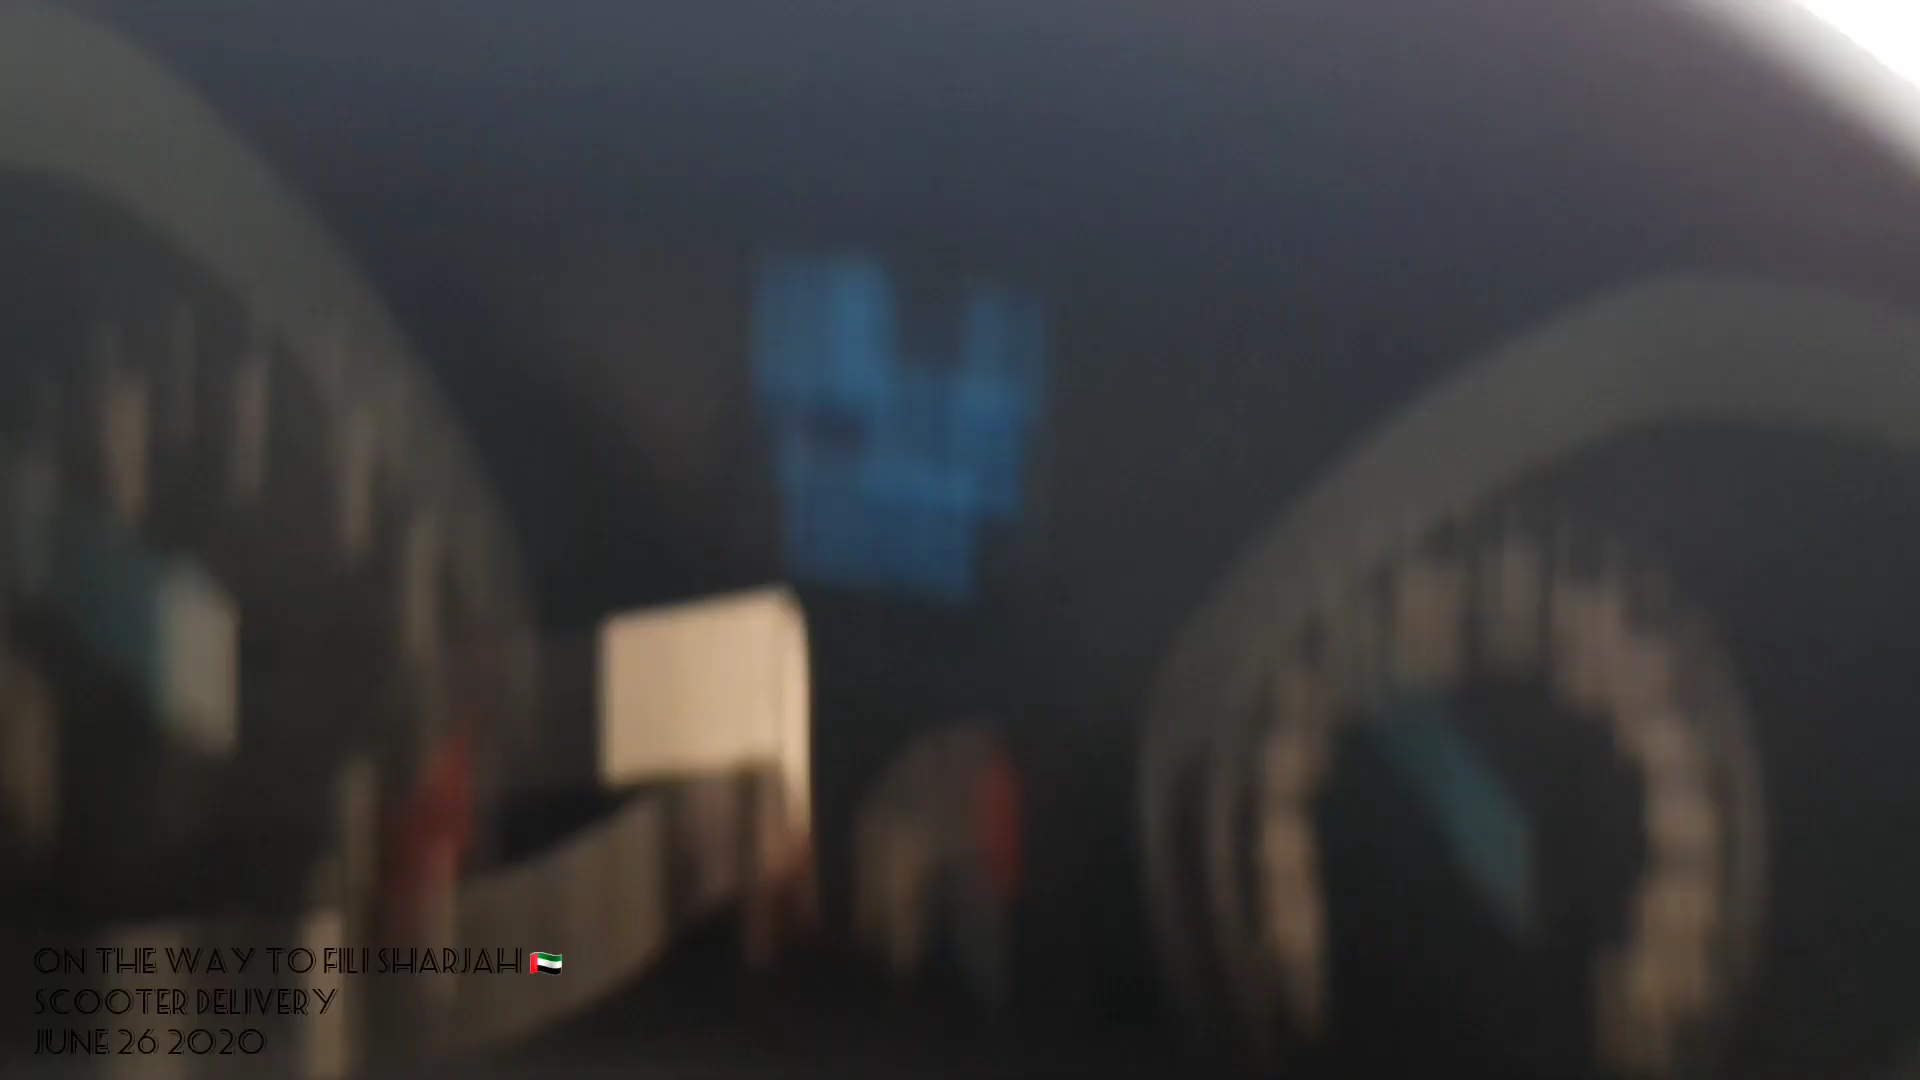 ON THE WAY TO FILI SHARJAH 🇦🇪
SCOOTER DELIVERY
JUNE 26 2020